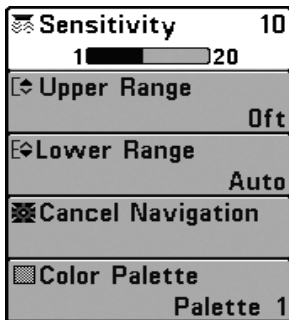 Sensitivity 10
1 20
Upper Range
0ft
Lower Range
Auto
Cancel Navigation
Color Palette
Palette 1